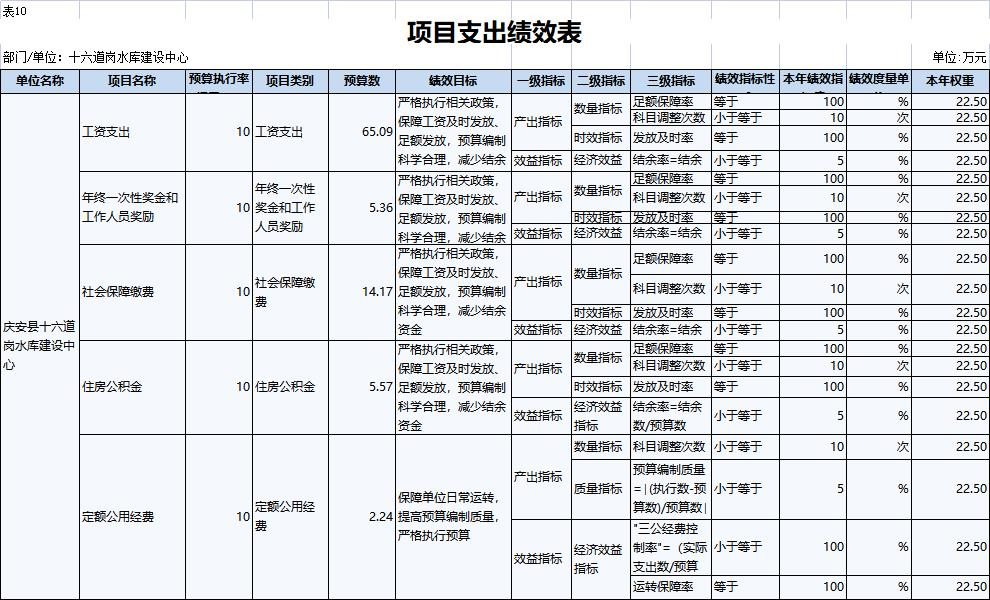 表10
项目支出绩效表
部门/单位：十六道岗水库建设中心 单位:万元
单位名称 项目名称 预算执行率 项目类别 预算数 绩效目标 一级指标 二级指标 三级指标 绩效指标性 本年绩效指 绩效度量单 本年权重
庆安县十六道
岗水库建设中
心
工资支出 10 工资支出 65.09
严格执行相关政策，
保障工资及时发放、
足额发放，预算编制
科学合理，减少结余
产出指标 数量指标 足额保障率 等于 100 % 22.50
科目调整次数 小于等于 10 次 22.50
时效指标 发放及时率 等于 100 % 22.50
效益指标 经济效益 结余率=结余 小于等于 5 % 22.50
年终一次性奖金和
工作人员奖励
10
年终一次性
奖金和工作
人员奖励
5.36
严格执行相关政策，
保障工资及时发放、
足额发放，预算编制
科学合理，减少结余
产出指标 数量指标 足额保障率 等于 100 % 22.50
科目调整次数 小于等于 10 次 22.50
时效指标 发放及时率 等于 100 % 22.50
效益指标 经济效益 结余率=结余 小于等于 5 % 22.50
社会保障缴费 10
社会保障缴
费
14.17
严格执行相关政策，
保障工资及时发放、
足额发放，预算编制
科学合理，减少结余
资金
产出指标 数量指标 足额保障率 等于 100 % 22.50
科目调整次数 小于等于 10 次 22.50
时效指标 发放及时率 等于 100 % 22.50
效益指标 经济效益 结余率=结余 小于等于 5 % 22.50
住房公积金 10 住房公积金 5.57
严格执行相关政策，
保障工资及时发放、
足额发放，预算编制
科学合理，减少结余
资金
产出指标 数量指标 足额保障率 等于 100 % 22.50
科目调整次数 小于等于 10 次 22.50
时效指标 发放及时率 等于 100 % 22.50
效益指标
经济效益
指标
结余率=结余
数/预算数
小于等于 5 % 22.50
定额公用经费 10
定额公用经
费
2.24
保障单位日常运转，
提高预算编制质量，
严格执行预算
产出指标 数量指标 科目调整次数 小于等于 10 次 22.50
质量指标
预算编制质量
=|(执行数-预
算数)/预算数|
小于等于 5 % 22.50
效益指标
经济效益
指标
"三公经费控
制率"=（实际
支出数/预算
小于等于 100 % 22.50
运转保障率 等于 100 % 22.50